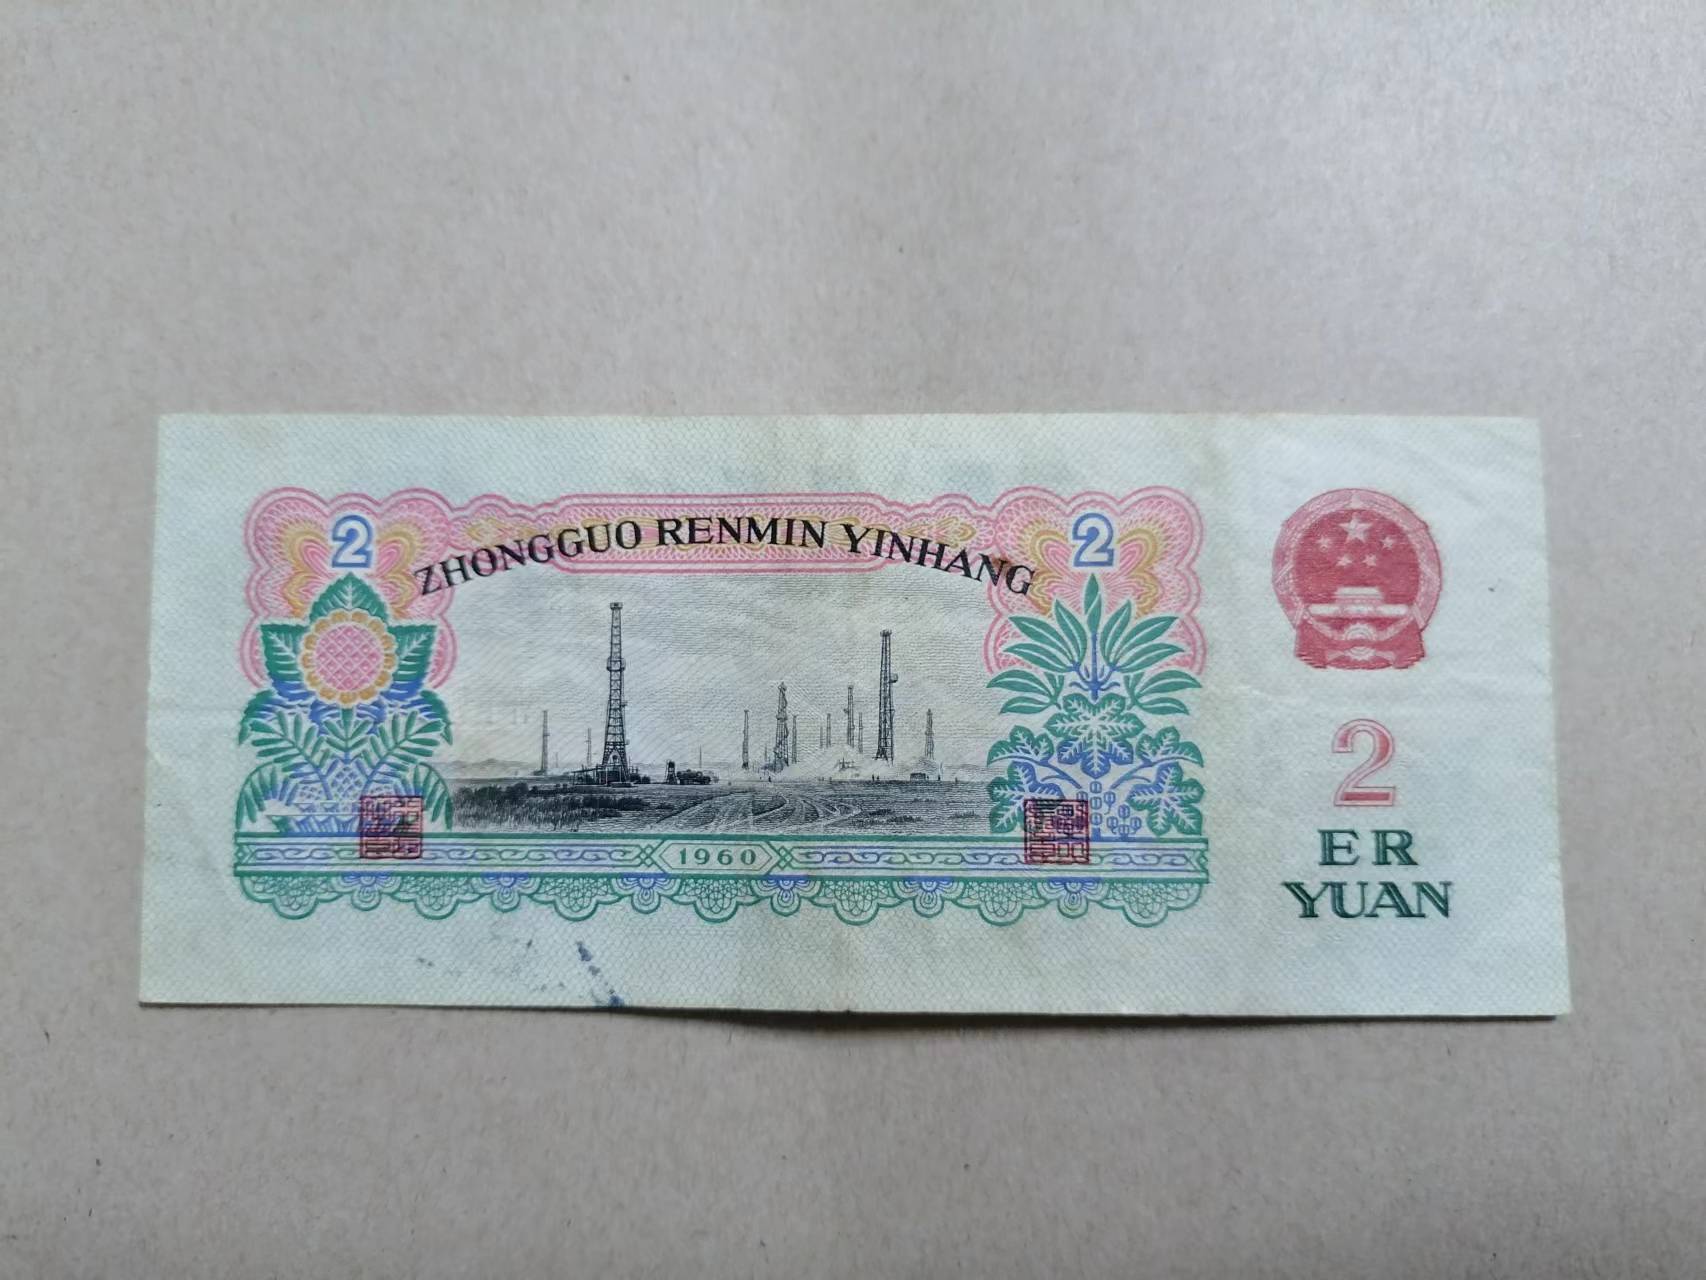 2
2
ZHONGGUO RENMIN YINHANG
1960
2
ER
YUAN